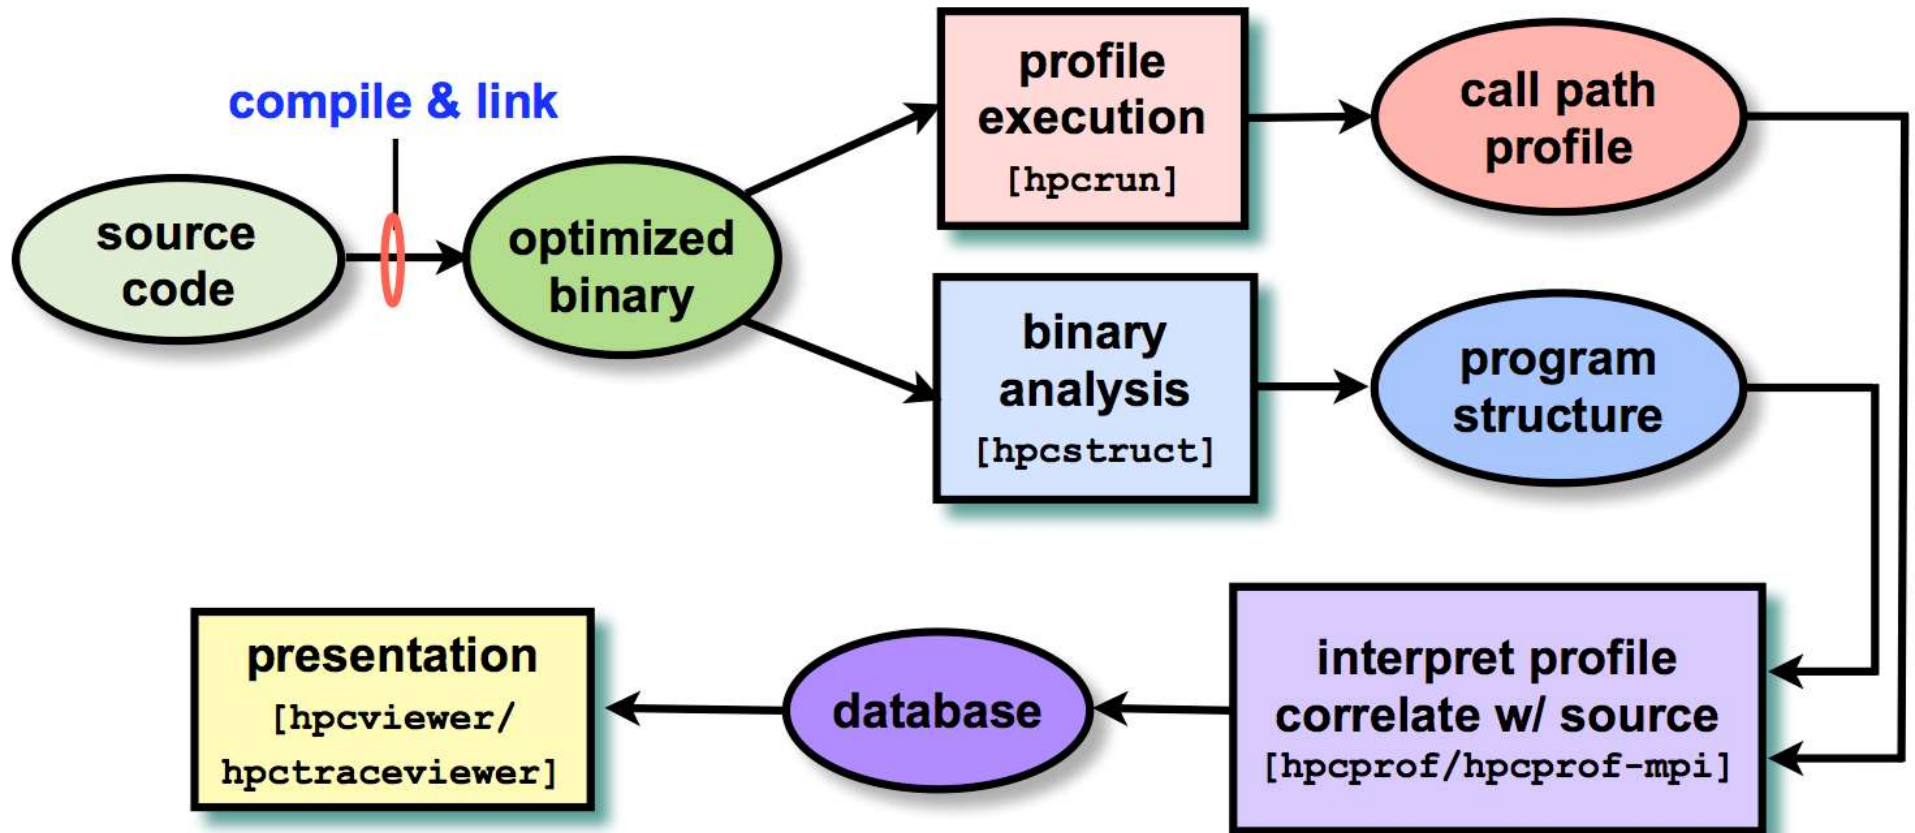 compile & link
source
code
optimized
binary
profile
execution
[hpcrun]
call path
profile
binary
analysis
[hpcstruct]
program
structure
interpret profile
correlate w/ source
[hpcprof/hpcprof-mpi]
database
presentation
[hpcviewer/
hpctraceviewer]